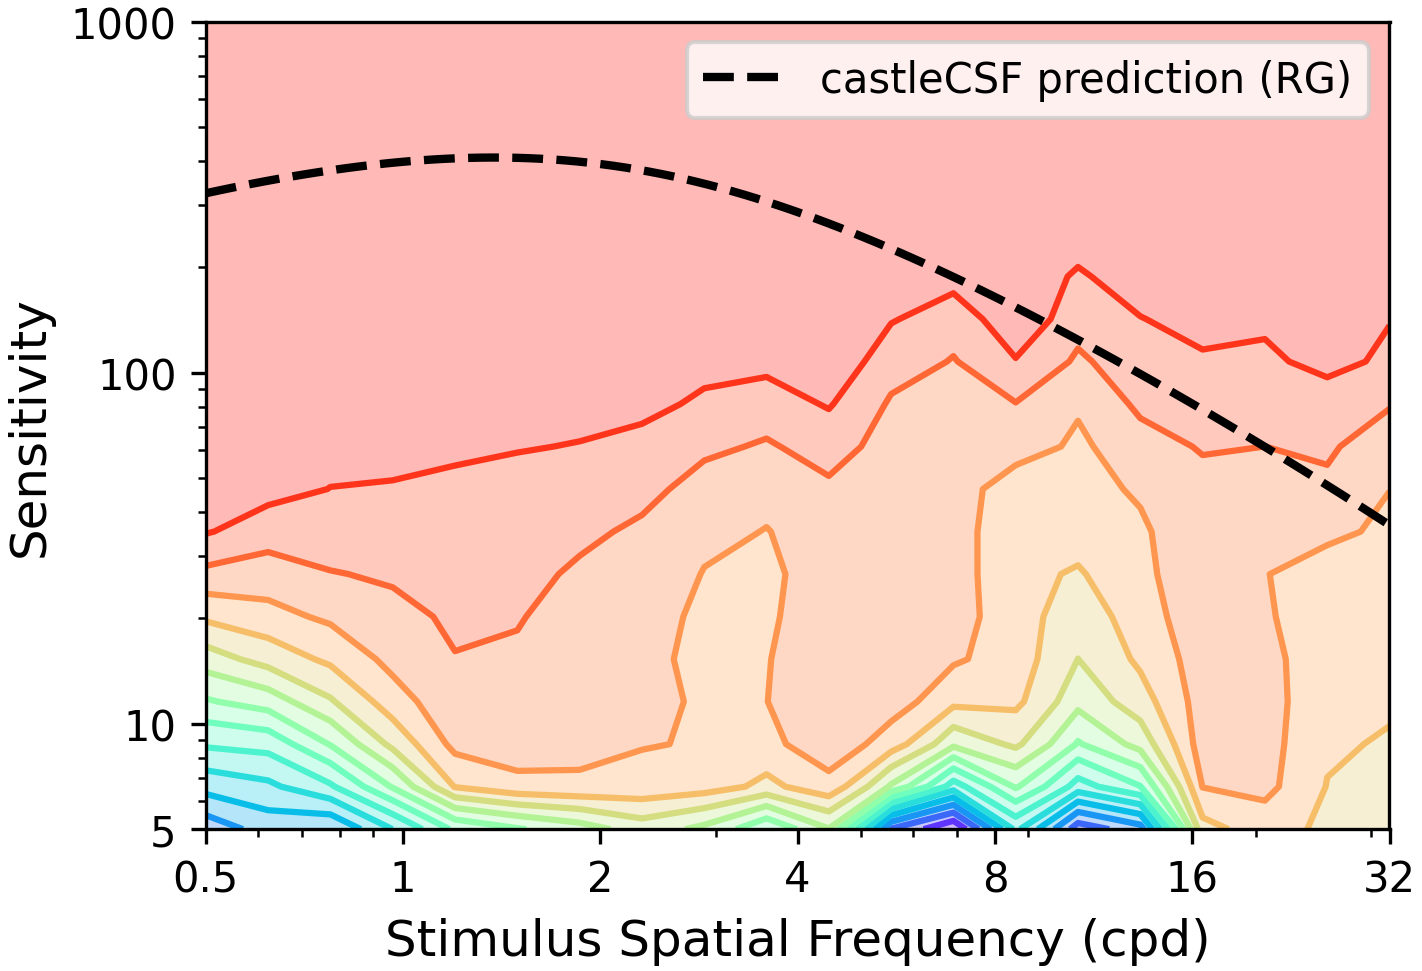 1000
100
10
5
Sensitivity
castleCSF prediction (RG)
0.5 1 2 4 8 16 32
Stimulus Spatial Frequency (cpd)